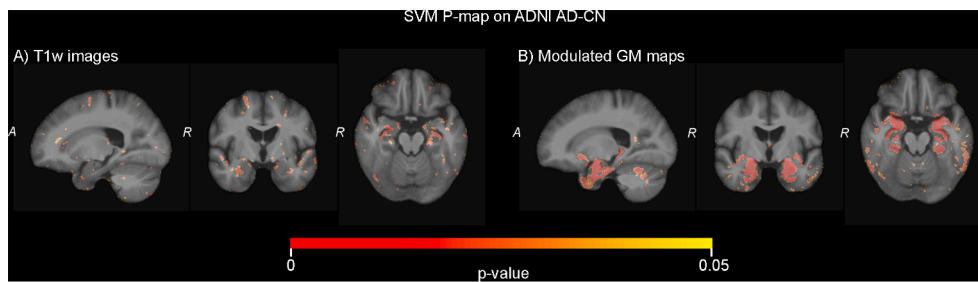 SVM P-map on ADNI AD-CN
A) T1w images
B) Modulated GM maps
A R R A R R
0 0.05
p-value